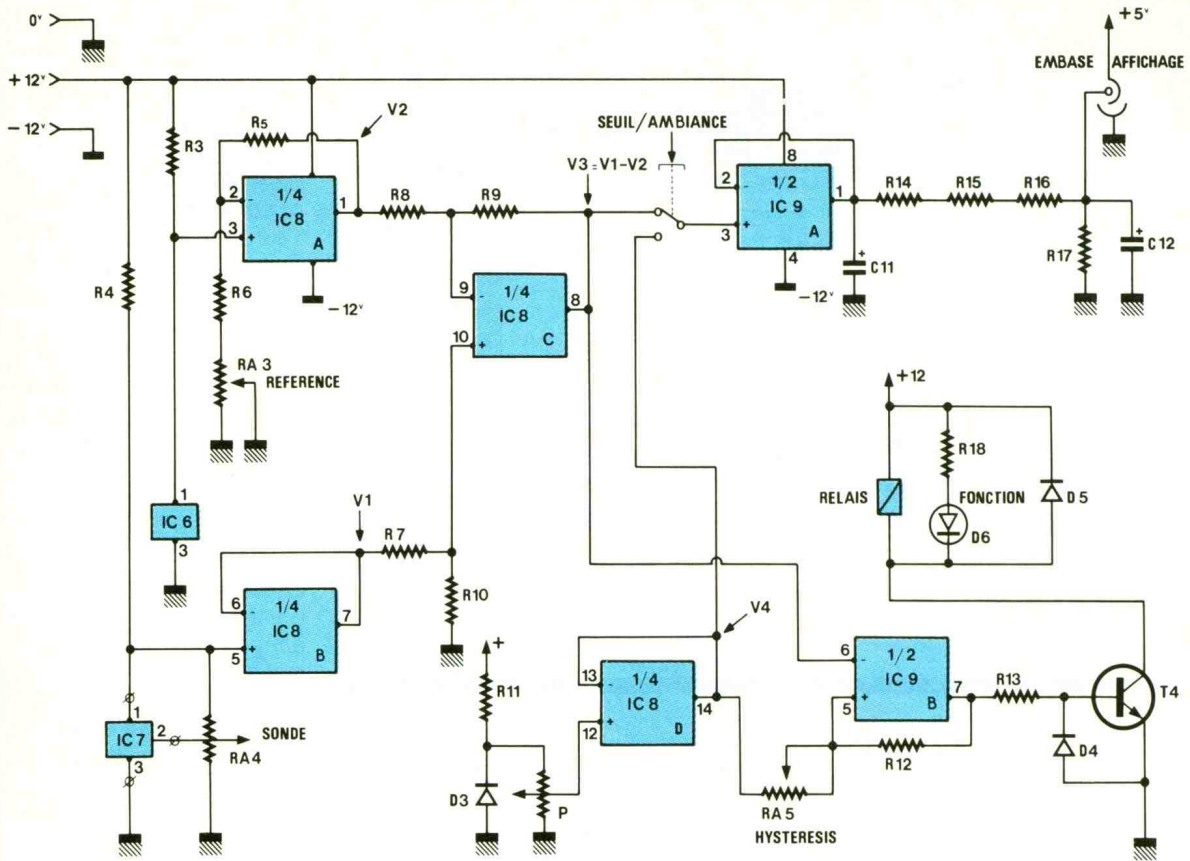 0v
+12v
-12v
R3
R4
R5
V2
2
-
3
+
1/4
IC 8
A
1
-12v
R6
RA 3
REFERENCE
R8
R9
V3=V1-V2
SEUIL/AMBIANCE
9
-
10
+
1/4
IC 8
C
8
2
-
3
+
8
1/2
IC 9
A
1
4
-12v
C11
+
R14
R15
R16
R17
+
C12
+5v
EMBASE AFFICHAGE
1
IC 6
3
V1
R7
R10
6
-
5
+
1/4
IC 8
B
7
1
IC 7
2
3
RA4
SONDE
+
R11
D3
P
13
-
12
+
1/4
IC 8
D
14
V4
RA 5
HYSTERESIS
6
-
5
+
1/2
IC 9
B
7
R12
R13
D4
T4
+12
RELAIS
R18
FONCTION
D6
D5